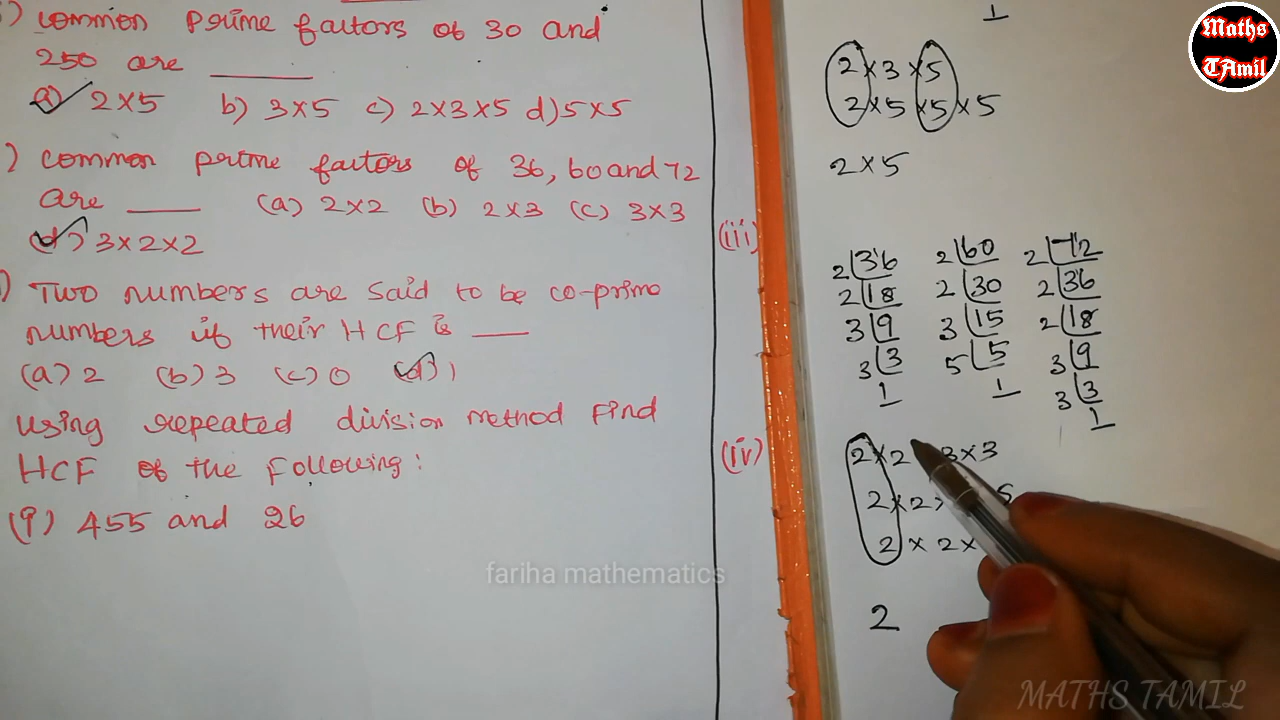 ) Common prime factors of 30 and
250 are ______
a) 2×5 b) 3×5 c) 2×3×5 d) 5×5
) Common prime factors of 36, 60 and 72
are ____ (a) 2×2 (b) 2×3 (c) 3×3
(d) 3×2×2
) Two numbers are said to be co-prime
numbers if their HCF is ___
(a) 2 (b) 3 (c) 0 (d) 1
Using repeated division method find
HCF of the following:
(i) 455 and 26
fariha mathematics
1
2×3×5
2×5×5×5
2×5
(iii)
2 36 2 60 2 72
2 18 2 30 2 36
3 9 3 15 2 18
3 3 5 5 3 9
1 1 3 3
1
(iv)
2×2 3×3
2×2× 5
2×2×
2
Maths
TAmil
MATHS TAMIL